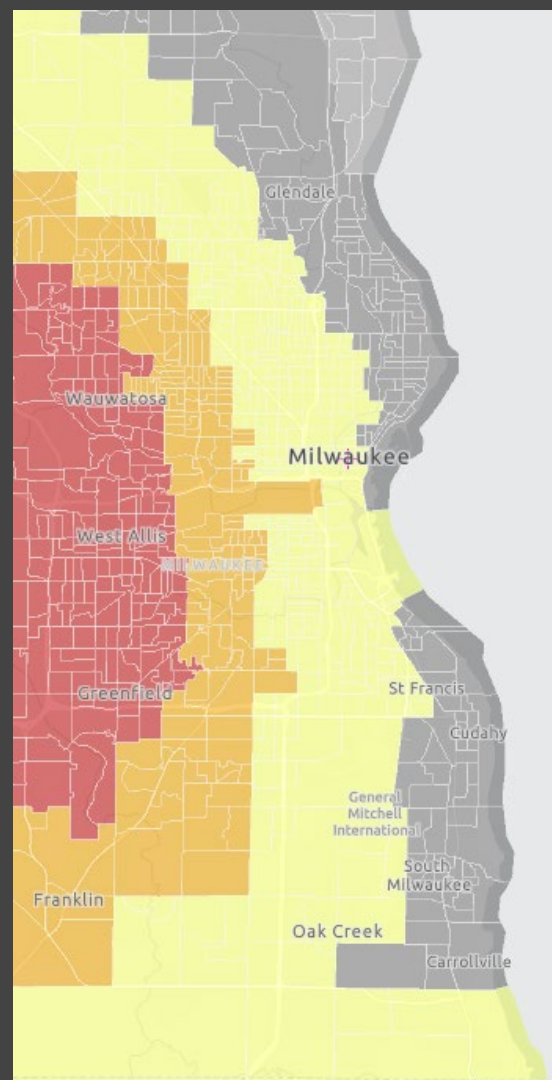 Glendale
Wauwatosa
Milwaukee
West Allis
MILWAUKEE
Greenfield
St Francis
Cudahy
General
Mitchell
International
South
Milwaukee
Franklin
Oak Creek
Carrollville